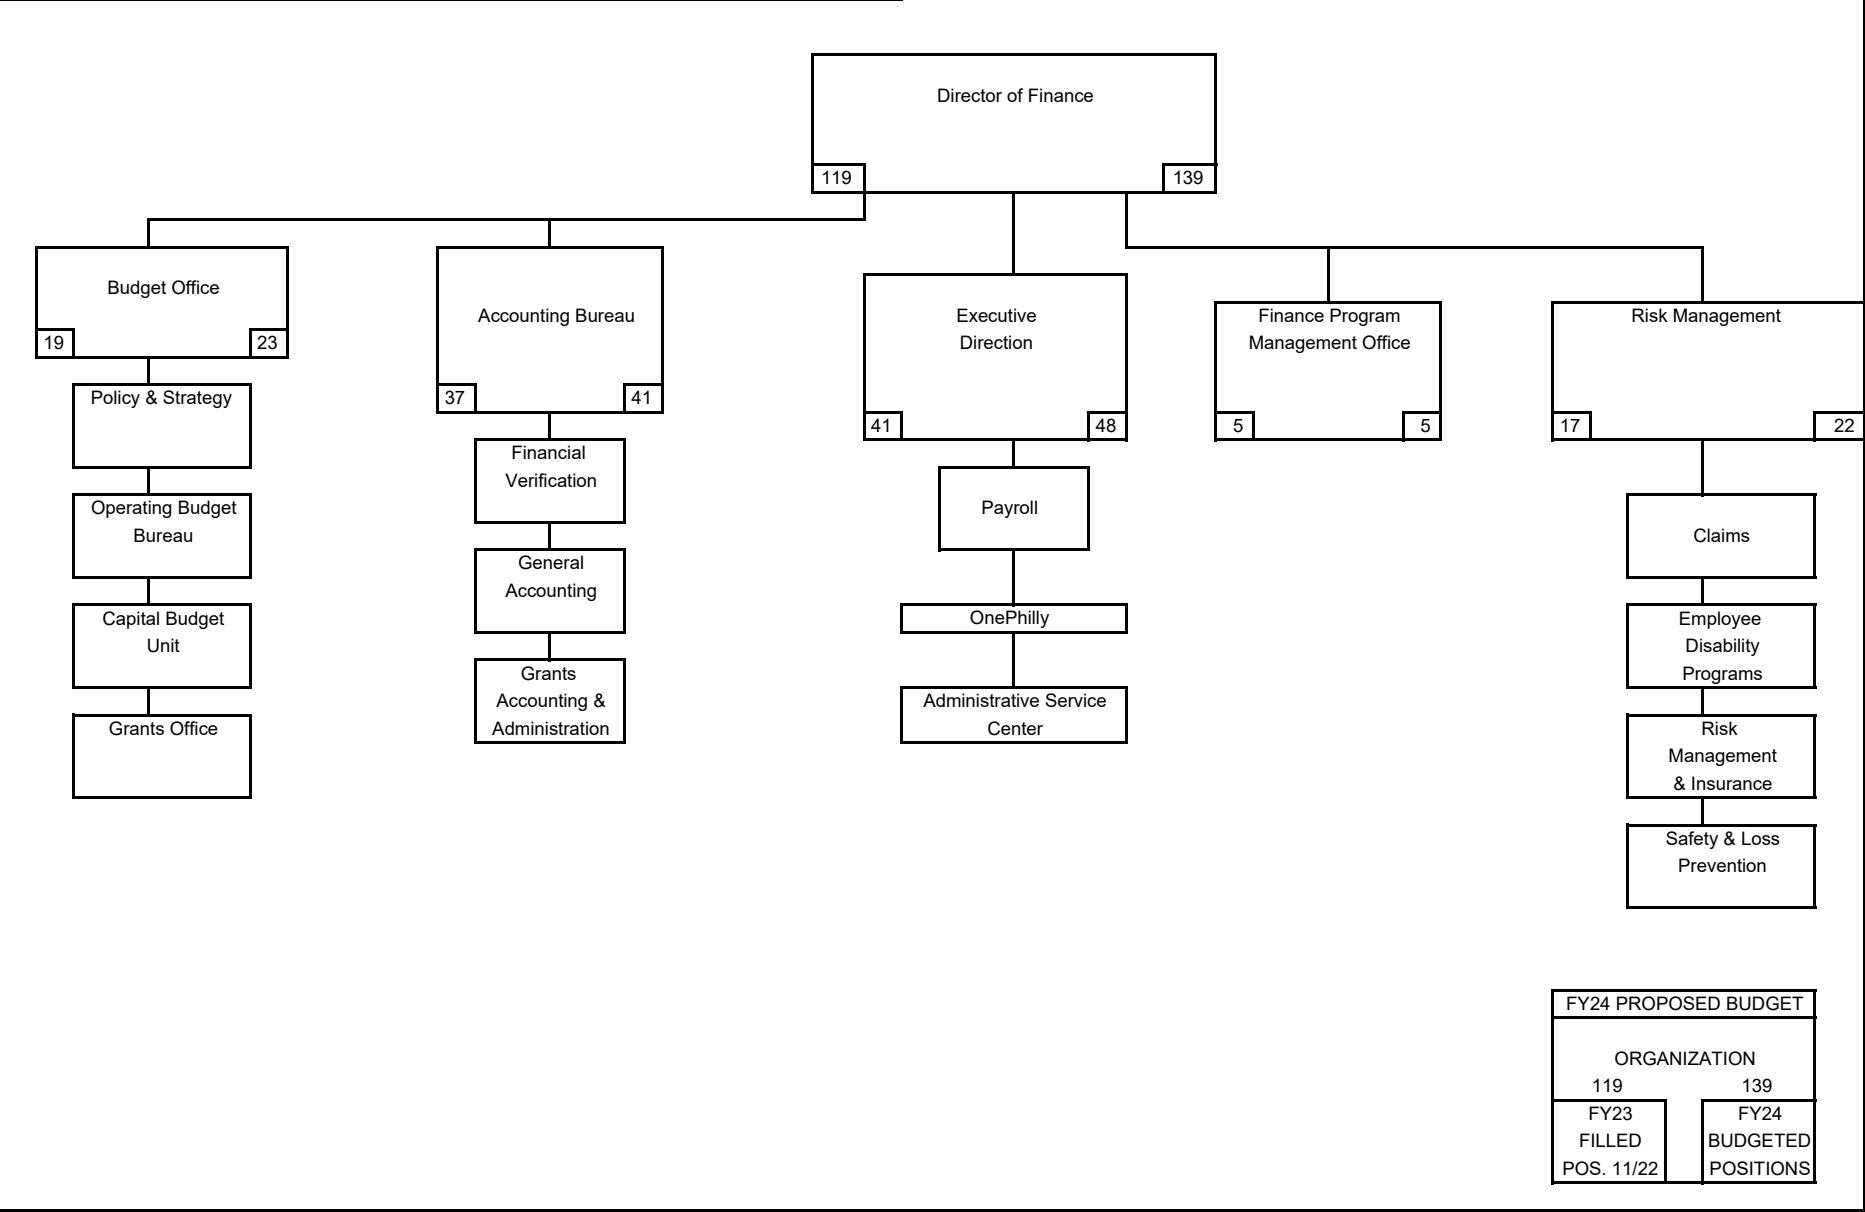 Director of Finance
119 139
Budget Office
19 23
Policy & Strategy
Operating Budget
Bureau
Capital Budget
Unit
Grants Office
Accounting Bureau
37 41
Financial
Verification
General
Accounting
Grants
Accounting &
Administration
Executive
Direction
41 48
Payroll
OnePhilly
Administrative Service
Center
Finance Program
Management Office
5 5
Risk Management
17 22
Claims
Employee
Disability
Programs
Risk
Management
& Insurance
Safety & Loss
Prevention
FY24 PROPOSED BUDGET
ORGANIZATION
119 139
FY23
FILLED
POS. 11/22
FY24
BUDGETED
POSITIONS